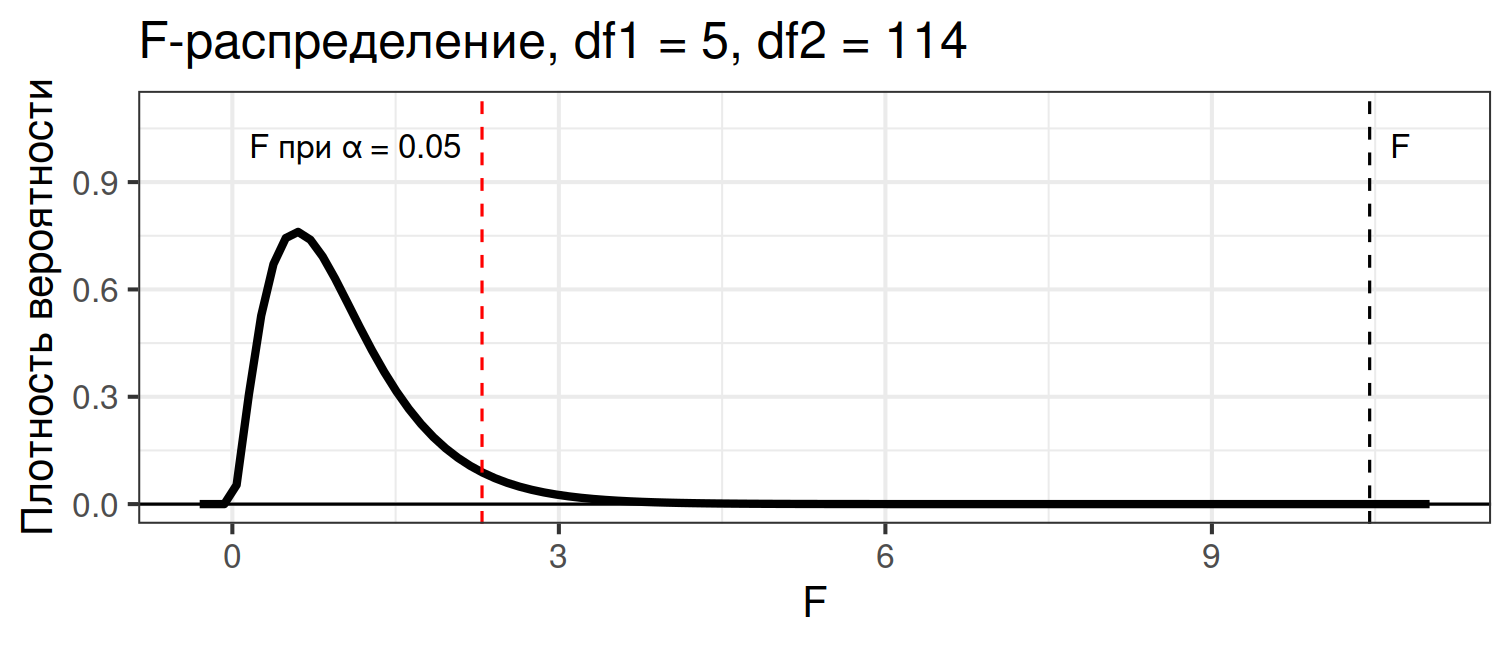 F-распределение, df1 = 5, df2 = 114
Плотность вероятности
F при α = 0.05
F
0.9
0.6
0.3
0.0
0
3
6
9
F